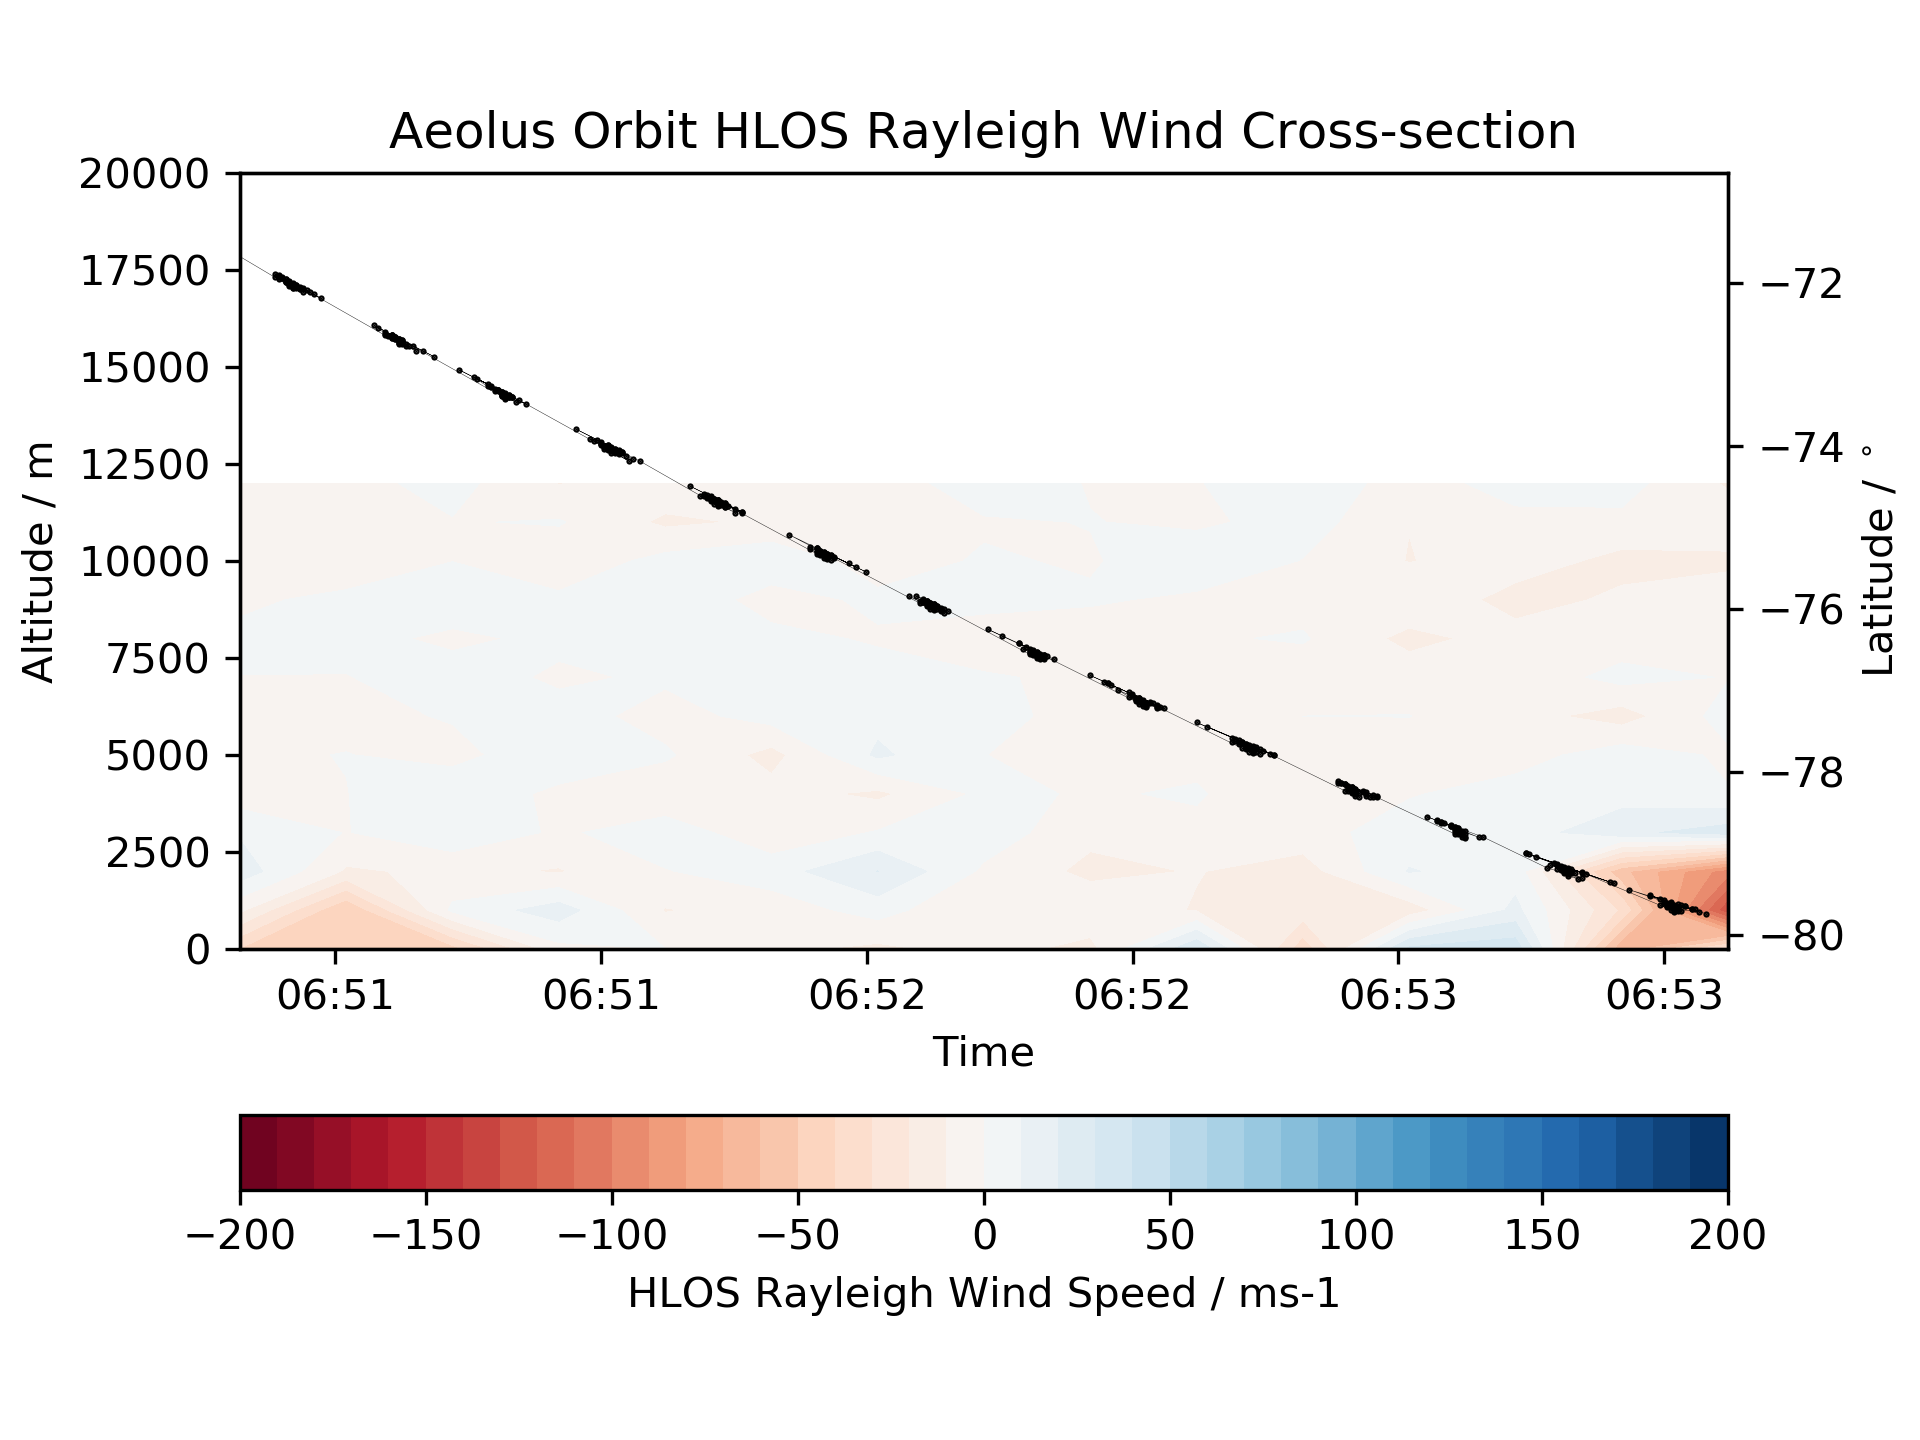 Aeolus Orbit HLOS Rayleigh Wind Cross-section
20000
17500
15000
12500
10000
7500
5000
2500
0
Altitude / m
−72
−74
−76
−78
−80
Latitude / °
06:51 06:51 06:52 06:52 06:53 06:53
Time
−200 −150 −100 −50 0 50 100 150 200
HLOS Rayleigh Wind Speed / ms-1